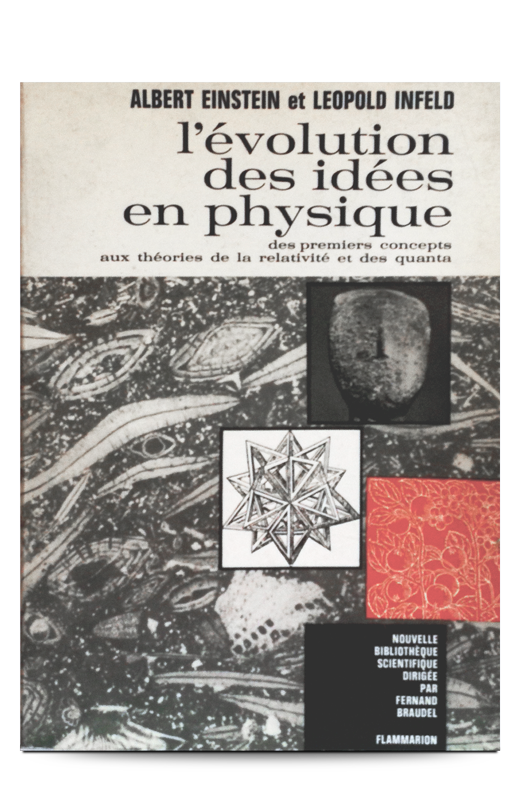 ALBERT EINSTEIN et LEOPOLD INFELD
l'évolution
des idées
en physique
des premiers concepts
aux théories de la relativité et des quanta
NOUVELLE
BIBLIOTHÈQUE
SCIENTIFIQUE
DIRIGÉE
PAR
FERNAND
BRAUDEL
FLAMMARION